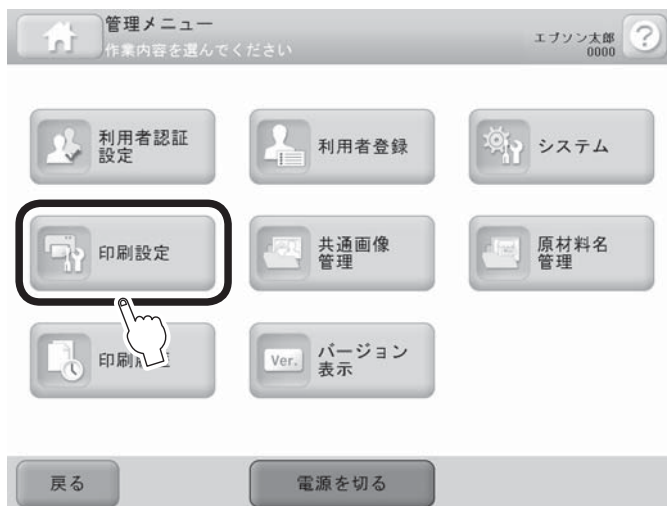 管理メニュー
作業内容を選んでください
エプソン太郎
0000
?
利用者認証
設定
利用者登録
システム
印刷設定
共通画像
管理
原材料名
管理
印刷
Ver.
バージョン
表示
戻る
電源を切る